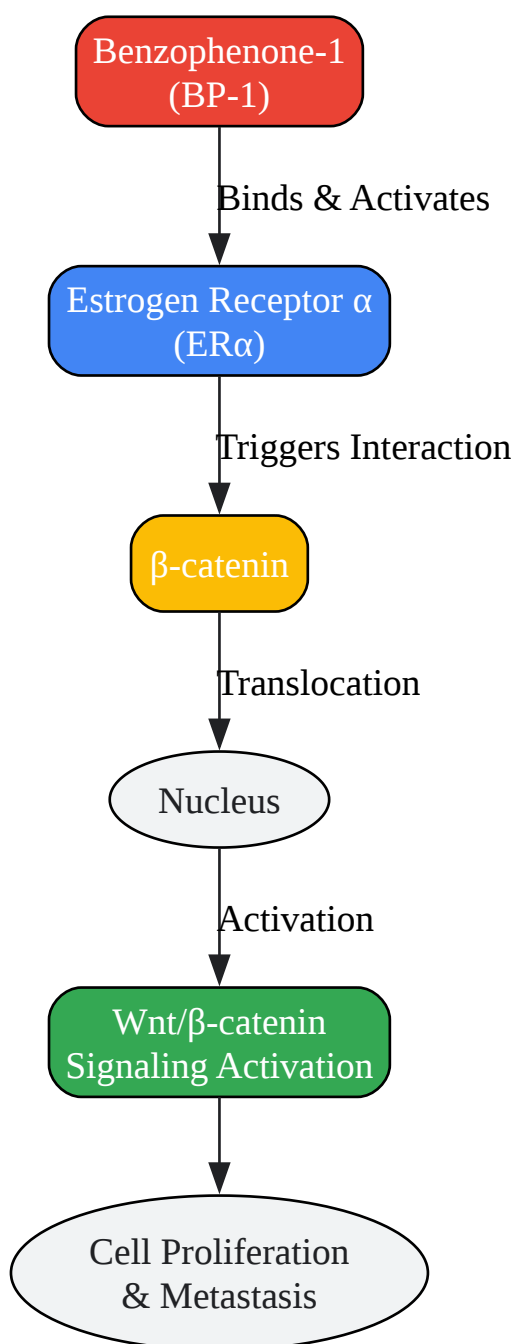 Benzophenone-1
(BP-1)
Binds & Activates
Estrogen Receptor α
(ERα)
Triggers Interaction
β-catenin
Translocation
Nucleus
Activation
Wnt/β-catenin
Signaling Activation
Cell Proliferation
& Metastasis